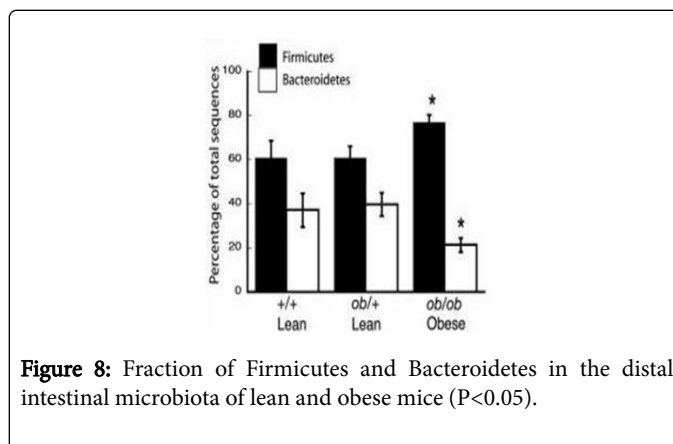 Firmicutes
Bacteroidetes
Percentage of total sequences
100
80
60
40
20
0
*
*
+/+
Lean
ob/+
Lean
ob/ob
Obese
Figure 8: Fraction of Firmicutes and Bacteroidetes in the distal
intestinal microbiota of lean and obese mice (P<0.05).